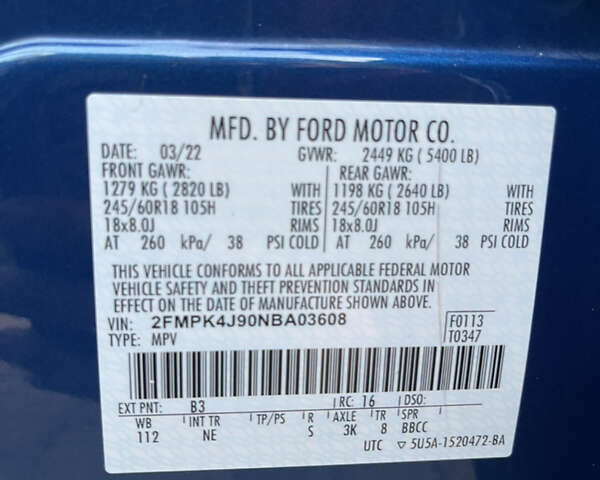 MFD. BY FORD MOTOR CO.
DATE: 03/22 GVWR: 2449 KG ( 5400 LB)
FRONT GAWR: REAR GAWR:
1279 KG ( 2820 LB) WITH 1198 KG ( 2640 LB) WITH
245/60R18 105H TIRES 245/60R18 105H TIRES
18x8.0J RIMS 18x8.0J RIMS
AT 260 kPa/ 38 PSI COLD AT 260 kPa/ 38 PSI COLD
THIS VEHICLE CONFORMS TO ALL APPLICABLE FEDERAL MOTOR
VEHICLE SAFETY AND THEFT PREVENTION STANDARDS IN
EFFECT ON THE DATE OF MANUFACTURE SHOWN ABOVE.
VIN: 2FMPK4J90NBA03608 F0113
TYPE: MPV T0347
EXT PNT: B3 RC: 16 DSO:
WB INT TR TP/PS R AXLE TR SPR
112 NE S 3K 8 BBCC
UTC ▽ 5U5A-1520472-BA